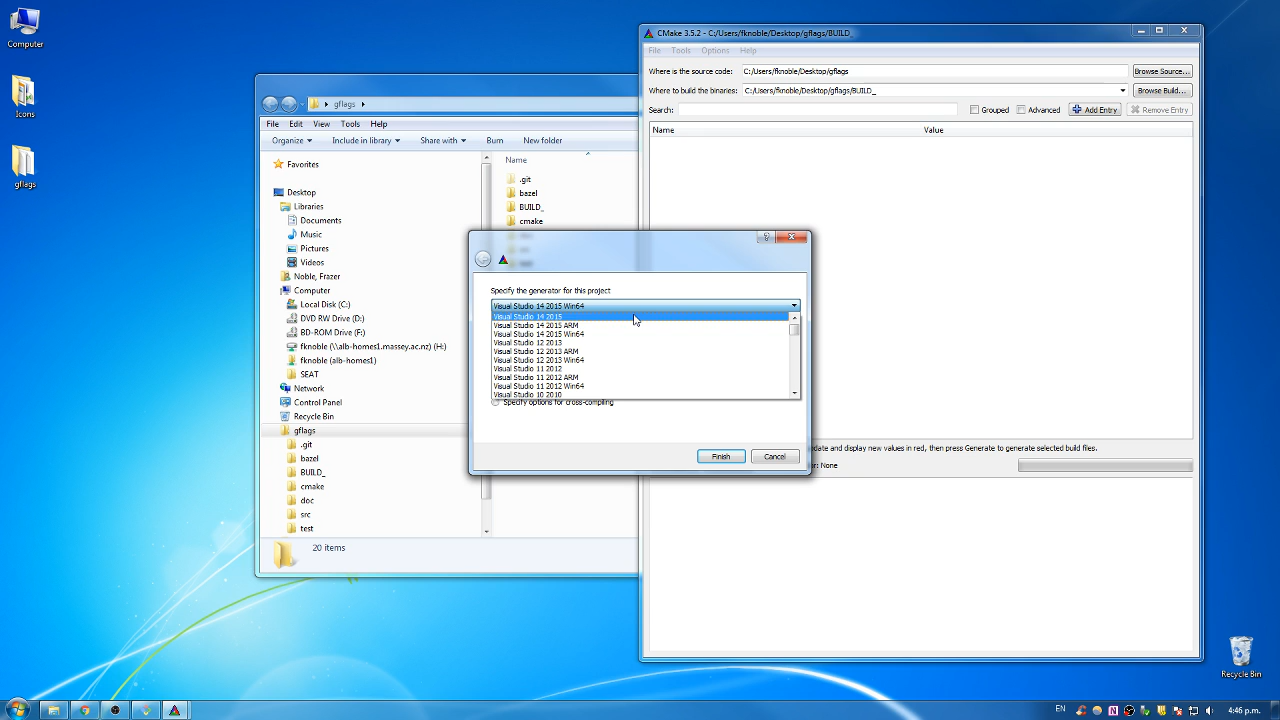 Computer
Icons
gflags
gflags
File Edit View Tools Help
Organize Include in library Share with Burn New folder
Favorites
Desktop
Libraries
Documents
Music
Pictures
Videos
Noble, Frazer
Computer
Local Disk (C:)
DVD RW Drive (D:)
BD-ROM Drive (F:)
fknoble (\\alb-homes1.massey.ac.nz) (H:)
fknoble (alb-homes1)
SEAT
Network
Control Panel
Recycle Bin
gflags
.git
bazel
BUILD_
cmake
doc
src
test
Name
.git
bazel
BUILD_
cmake
20 items
CMake 3.5.2 - C:/Users/fknoble/Desktop/gflags/BUILD_
File Tools Options Help
Where is the source code: C:/Users/fknoble/Desktop/gflags Browse Source...
Where to build the binaries: C:/Users/fknoble/Desktop/gflags/BUILD_ Browse Build...
Search: Grouped Advanced Add Entry Remove Entry
Name Value
Specify the generator for this project
Visual Studio 14 2015 Win64
Visual Studio 14 2015
Visual Studio 14 2015 ARM
Visual Studio 14 2015 Win64
Visual Studio 12 2013
Visual Studio 12 2013 ARM
Visual Studio 12 2013 Win64
Visual Studio 11 2012
Visual Studio 11 2012 ARM
Visual Studio 11 2012 Win64
Visual Studio 10 2010
Specify options for cross-compiling
Finish Cancel
date and display new values in red, then press Generate to generate selected build files.
or: None
Recycle Bin
EN 4:46 p.m.